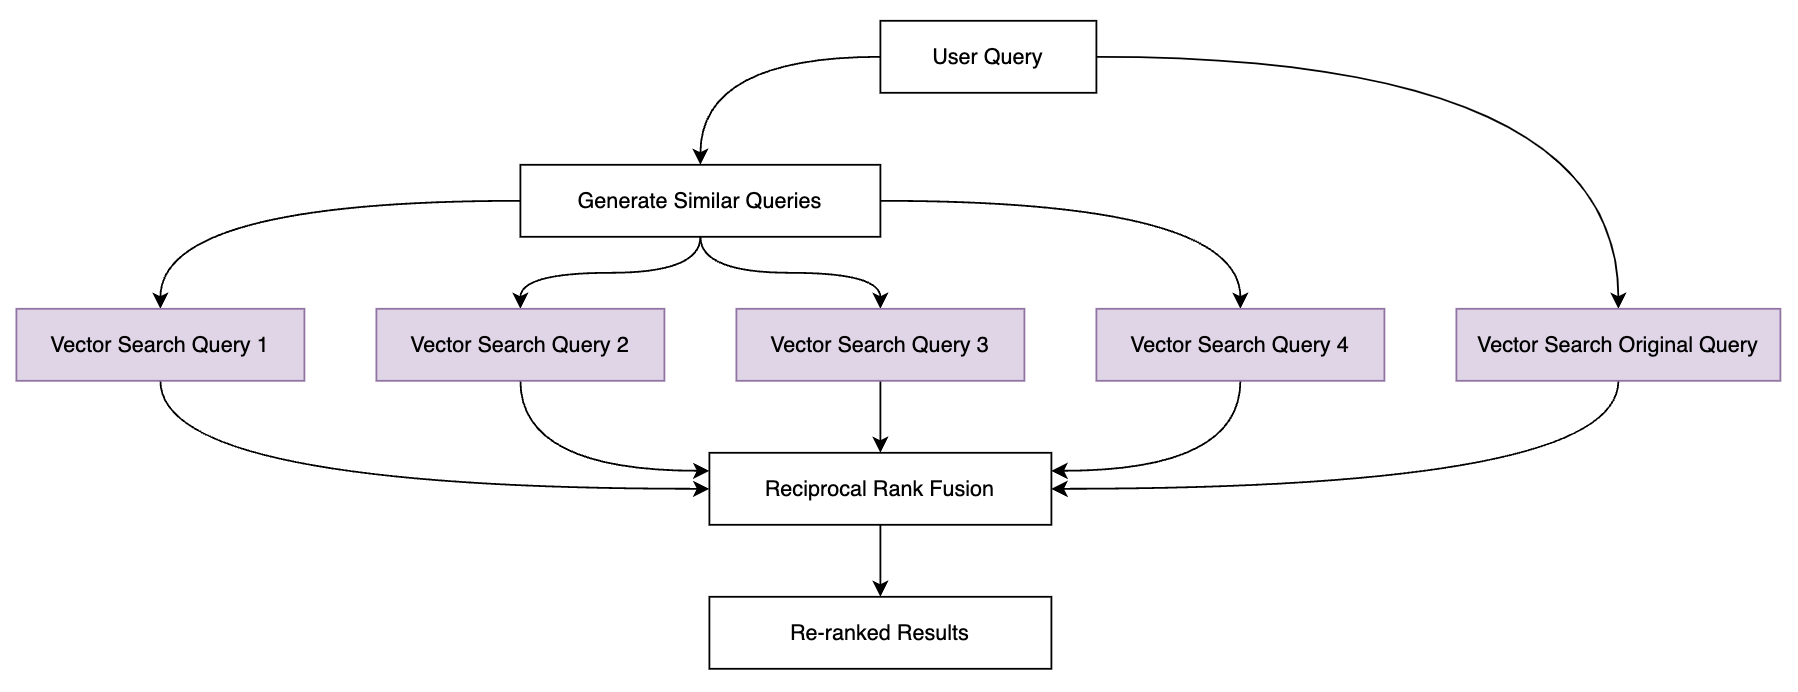 User Query
Generate Similar Queries
Vector Search Query 1
Vector Search Query 2
Vector Search Query 3
Vector Search Query 4
Vector Search Original Query
Reciprocal Rank Fusion
Re-ranked Results